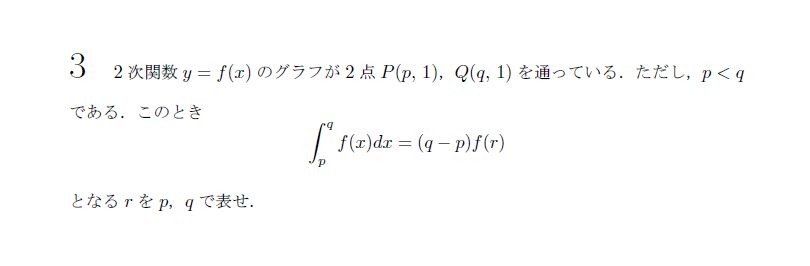 3 2 次関数 y = f(x) のグラフが 2 点 P(p, 1), Q(q, 1) を通っている．ただし，p < q
である．このとき
∫_p^q f(x)dx = (q − p)f(r)
となる r を p, q で表せ．